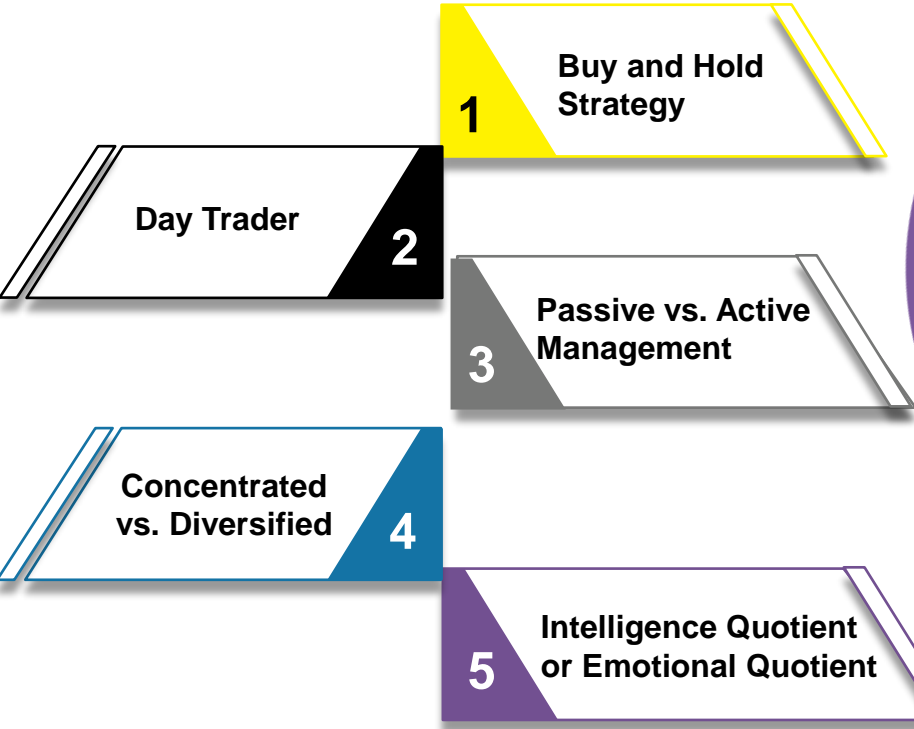 1
Buy and Hold
Strategy
Day Trader
2
3
Passive vs. Active
Management
Concentrated
vs. Diversified
4
5
Intelligence Quotient
or Emotional Quotient